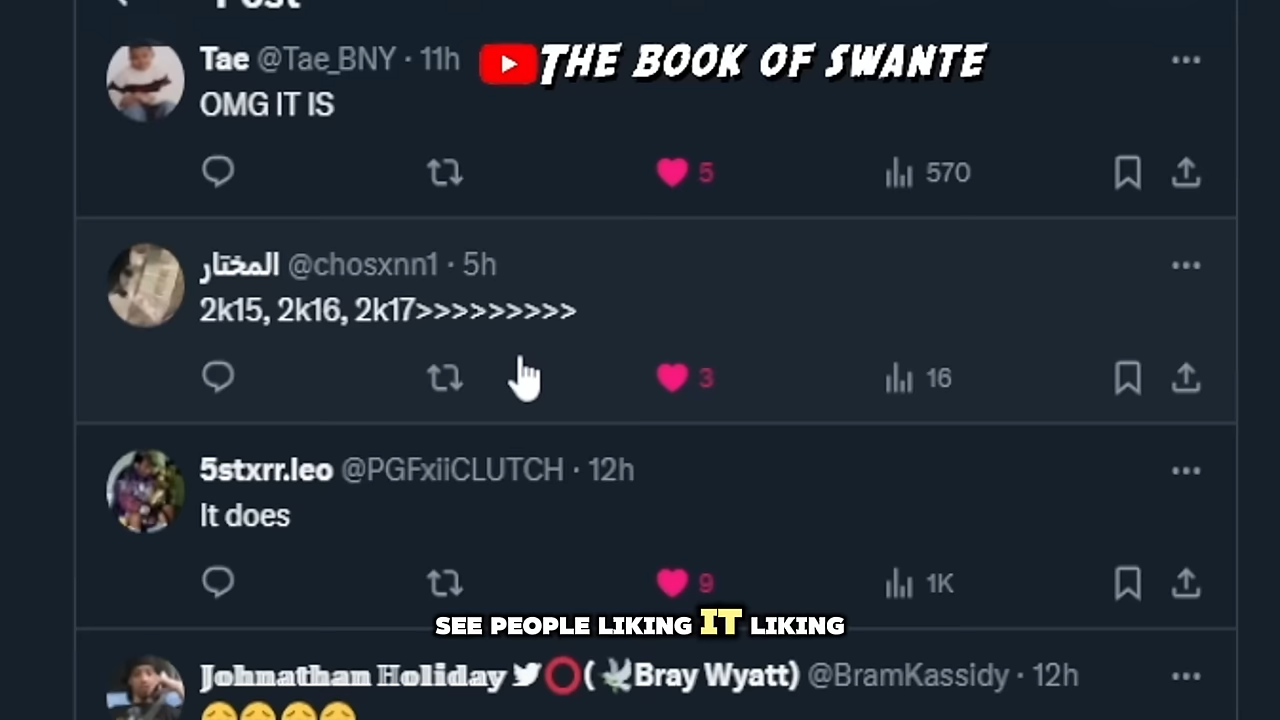 Post
Tae @Tae_BNY · 11h
THE BOOK OF SWANTE
OMG IT IS
5
570
المختار @chosxnn1 · 5h
2k15, 2k16, 2k17>>>>>>>>>
3
16
5stxrr.leo @PGFxiiCLUTCH · 12h
It does
9
1K
SEE PEOPLE LIKING IT LIKING
𝕁𝕠𝕙𝕟𝕒𝕥𝕙𝕒𝕟 ℍ𝕠𝕝𝕚𝕕𝕒𝕪 🐦⭕(🕊Bray Wyatt) @BramKassidy · 12h
😩😩😩😩